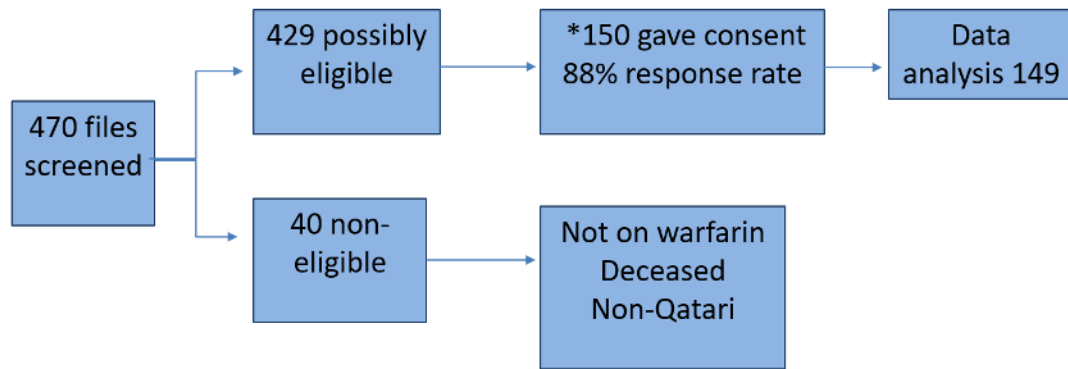 470 files
screened
429 possibly
eligible
*150 gave consent
88% response rate
Data
analysis 149
40 non-
eligible
Not on warfarin
Deceased
Non-Qatari